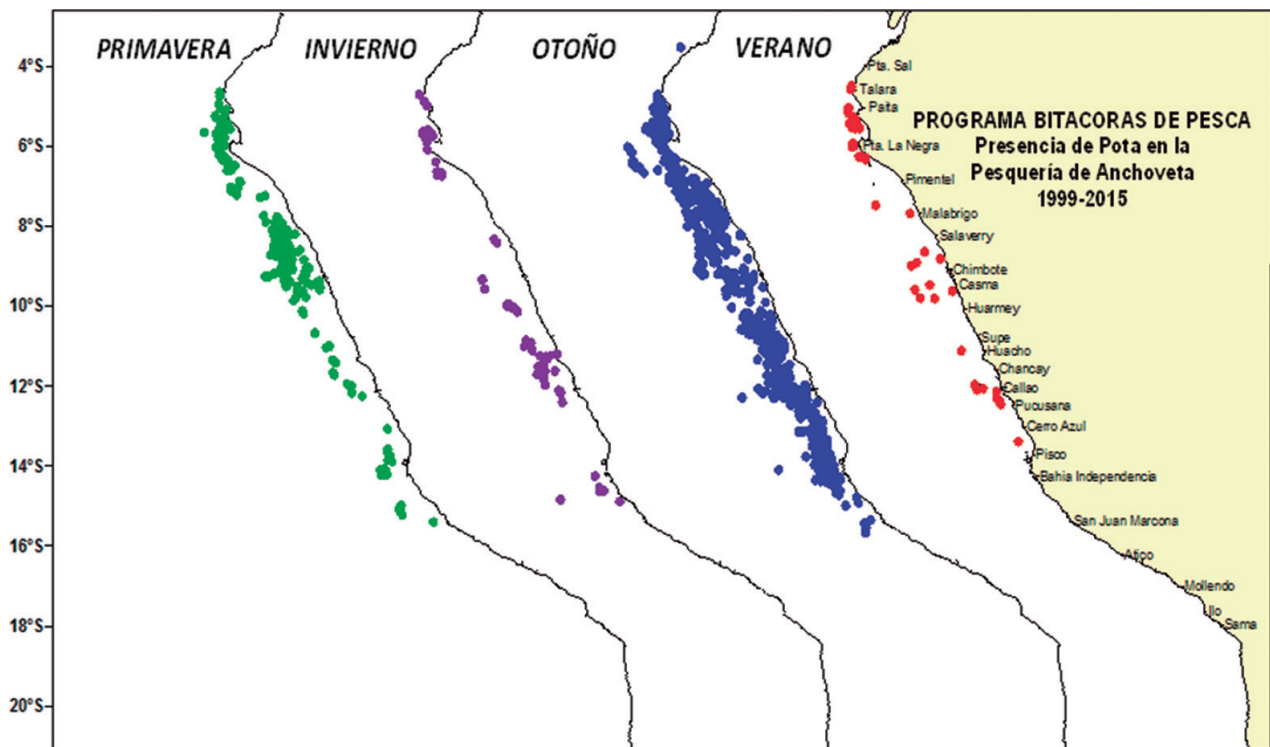 PRIMAVERA
INVIERNO
OTOÑO
VERANO
PROGRAMA BITACORAS DE PESCA
Presencia de Pota en la
Pesquería de Anchoveta
1999-2015
4°S
6°S
8°S
10°S
12°S
14°S
16°S
18°S
20°S
Pta. Sal
Talara
Paita
Pta. La Negra
Pimentel
Malabrigo
Salaverry
Chimbote
Casma
Huarmey
Supe
Huacho
Chancay
Callao
Pucusana
Cerro Azul
Pisco
Bahia Independencia
San Juan Marcona
Atico
Mollendo
Ilo
Sama